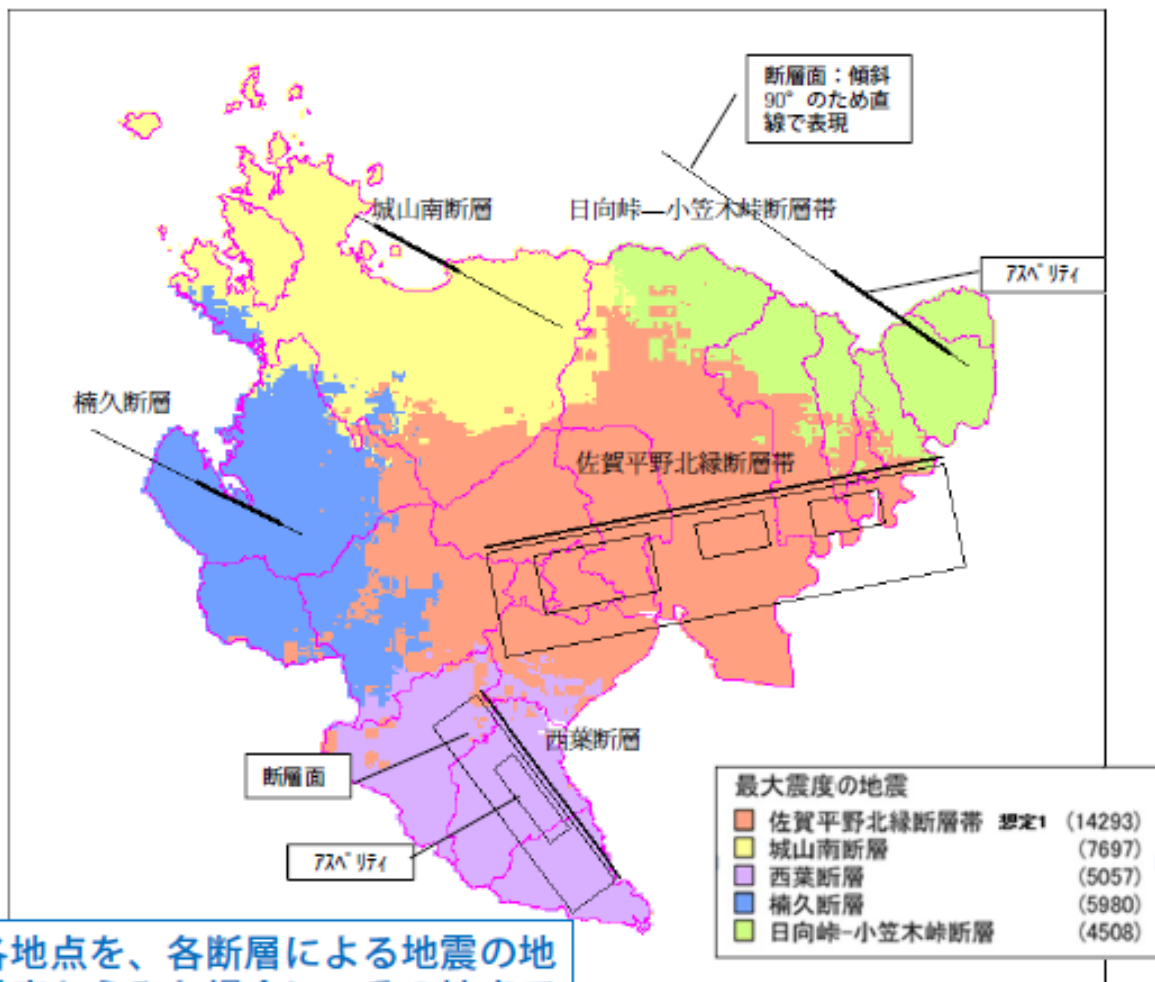 断層面：傾斜
90°のため直
線で表現
城山南断層
日向峠―小笠木峠断層帯
ｱｽﾍﾟﾘﾃｨ
楠久断層
佐賀平野北縁断層帯
西葉断層
断層面
ｱｽﾍﾟﾘﾃｨ
最大震度の地震
佐賀平野北縁断層帯 想定1 (14293)
城山南断層 (7697)
西葉断層 (5057)
楠久断層 (5980)
日向峠−小笠木峠断層 (4508)
各地点を、各断層による地震の地